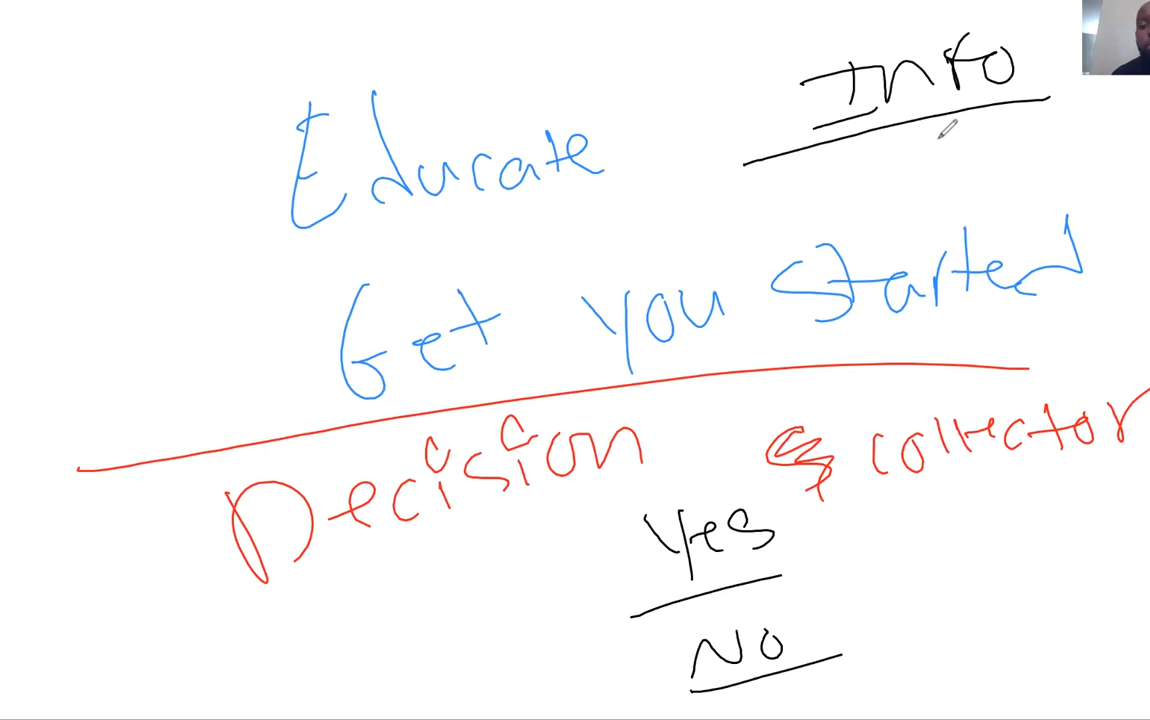 Info
Educate
Get you started
Decision collector
Yes
No